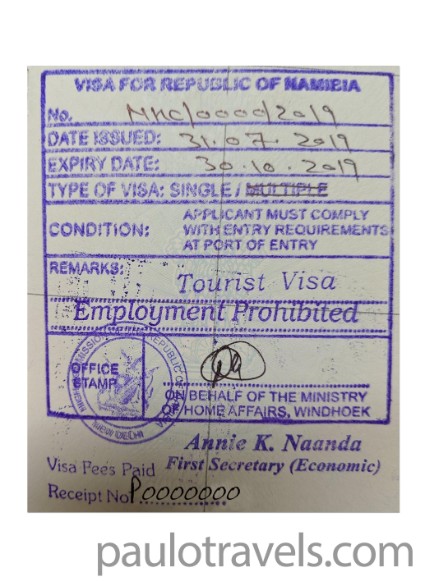 VISA FOR REPUBLIC OF NAMIBIA
No. NHC/0000/2019
DATE ISSUED: 31.07.2019
EXPIRY DATE: 30.10.2019
TYPE OF VISA: SINGLE / MULTIPLE
CONDITION: APPLICANT MUST COMPLY
WITH ENTRY REQUIREMENTS
AT PORT OF ENTRY
REMARKS:
Tourist Visa
Employment Prohibited
OFFICE
STAMP
NEW DELHI
ON BEHALF OF THE MINISTRY
OF HOME AFFAIRS, WINDHOEK
Annie K. Naanda
First Secretary (Economic)
Visa Fees Paid
Receipt No P0000000
paulotravels.com